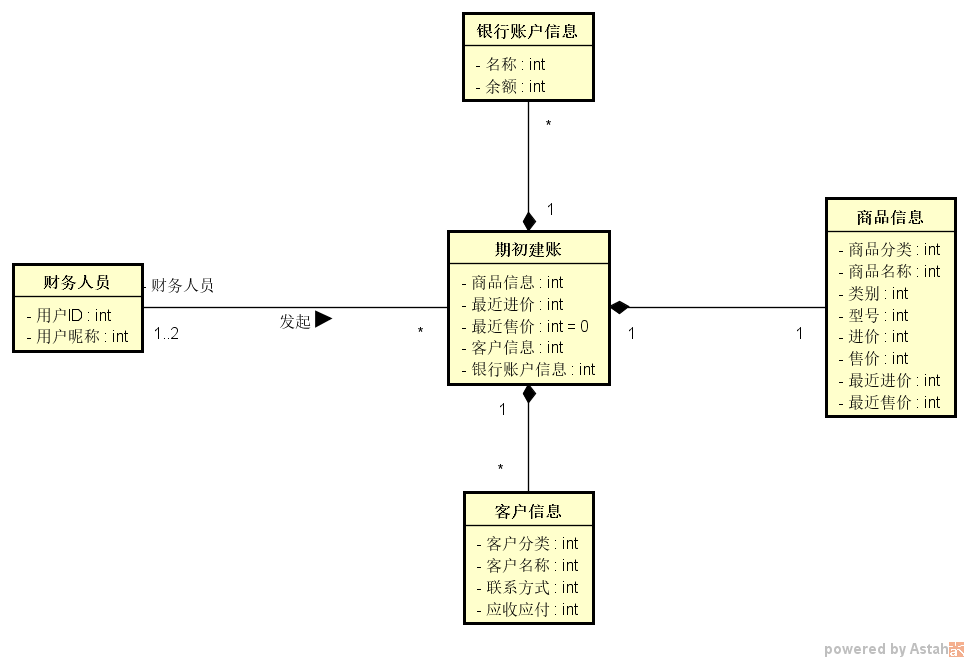 银行账户信息
- 名称 : int
- 余额 : int
*
1
财务人员
- 用户ID : int
- 用户昵称 : int
- 财务人员
1..2
发起
*
期初建账
- 商品信息 : int
- 最近进价 : int
- 最近售价 : int = 0
- 客户信息 : int
- 银行账户信息 : int
1
1
商品信息
- 商品分类 : int
- 商品名称 : int
- 类别 : int
- 型号 : int
- 进价 : int
- 售价 : int
- 最近进价 : int
- 最近售价 : int
1
*
客户信息
- 客户分类 : int
- 客户名称 : int
- 联系方式 : int
- 应收应付 : int
powered by Astah